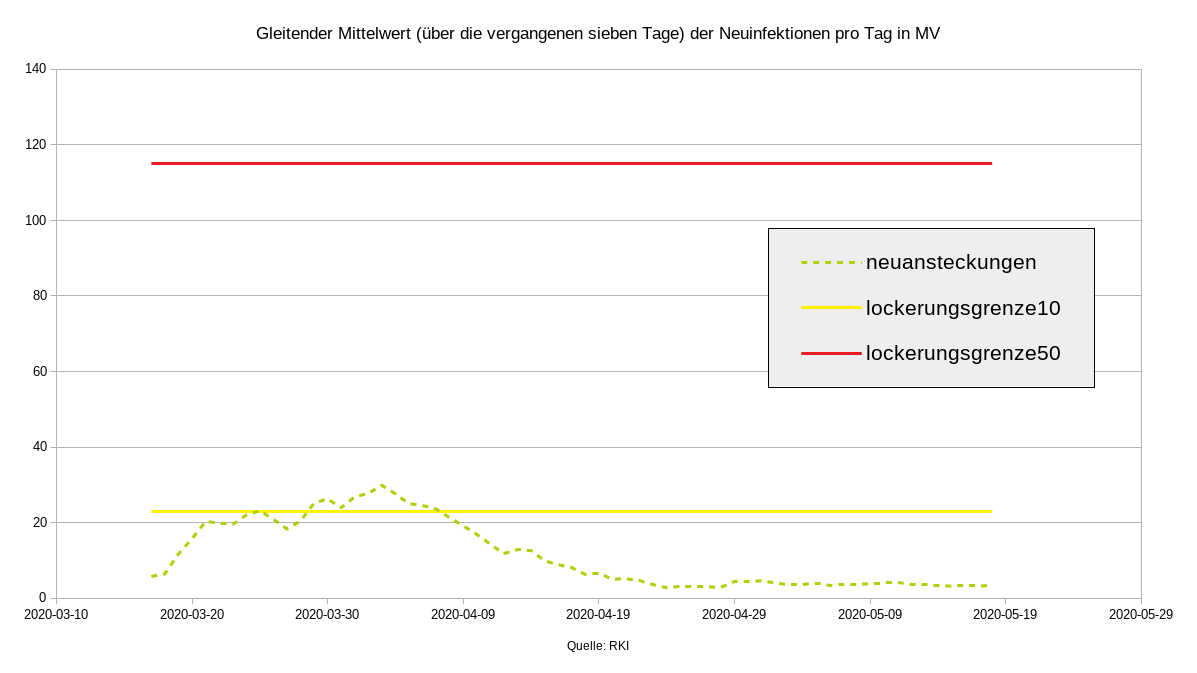 Gleitender Mittelwert (über die vergangenen sieben Tage) der Neuinfektionen pro Tag in MV
140
120
100
80
60
40
20
0
neuansteckungen
lockerungsgrenze10
lockerungsgrenze50
2020-03-10 2020-03-20 2020-03-30 2020-04-09 2020-04-19 2020-04-29 2020-05-09 2020-05-19 2020-05-29
Quelle: RKI